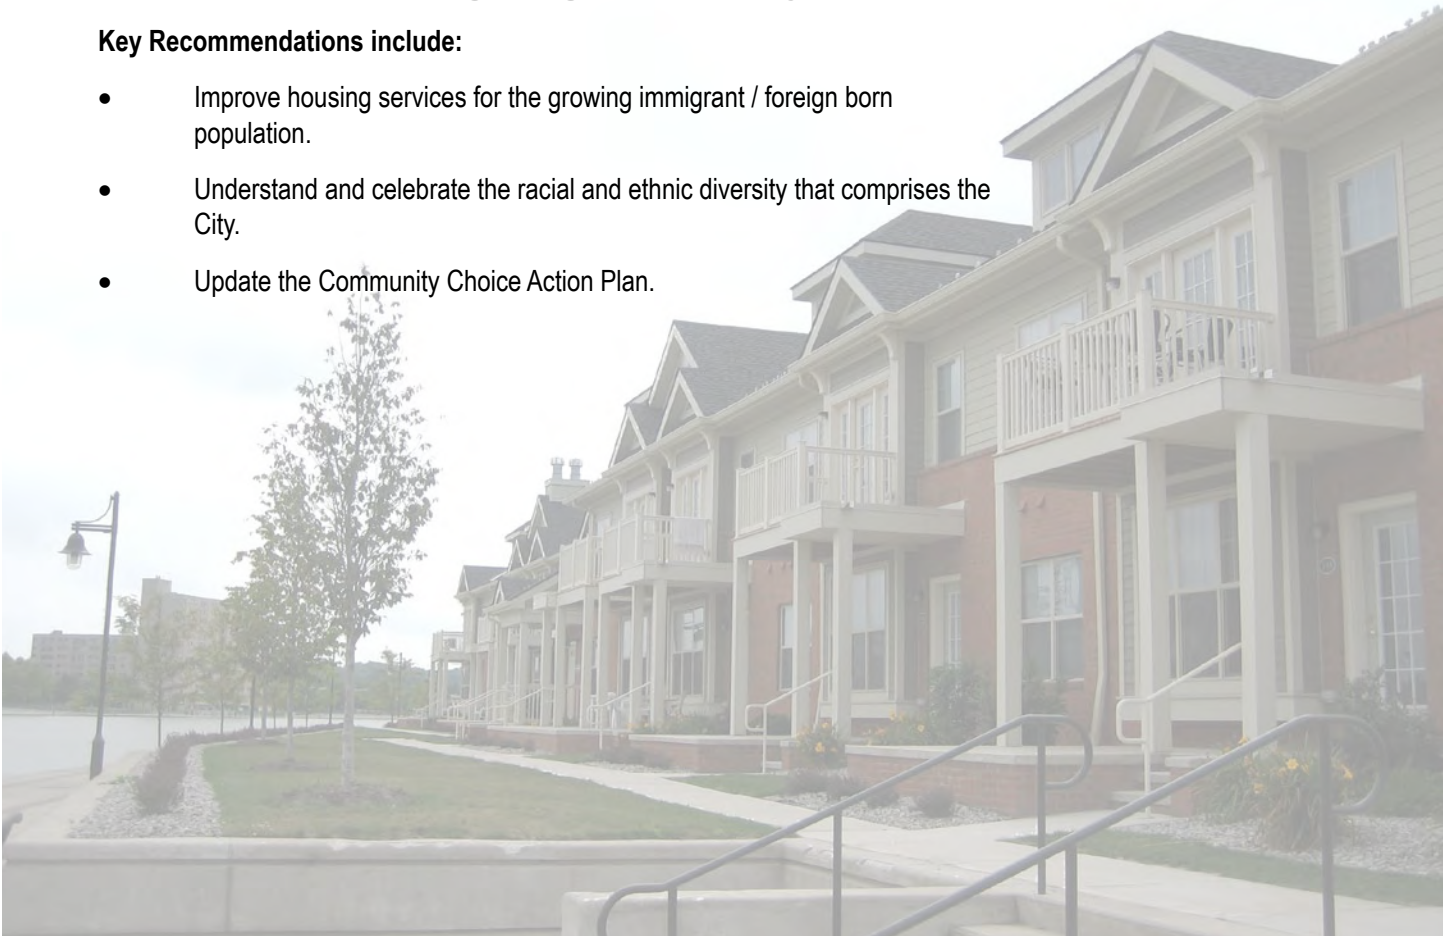 Key Recommendations include:
• Improve housing services for the growing immigrant / foreign born
population.
• Understand and celebrate the racial and ethnic diversity that comprises the
City.
• Update the Community Choice Action Plan.